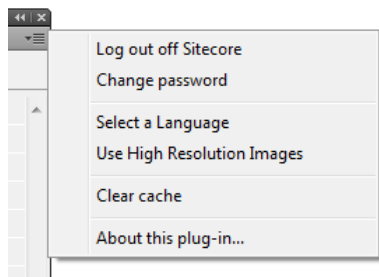 Log out off Sitecore
Change password
Select a Language
Use High Resolution Images
Clear cache
About this plug-in...